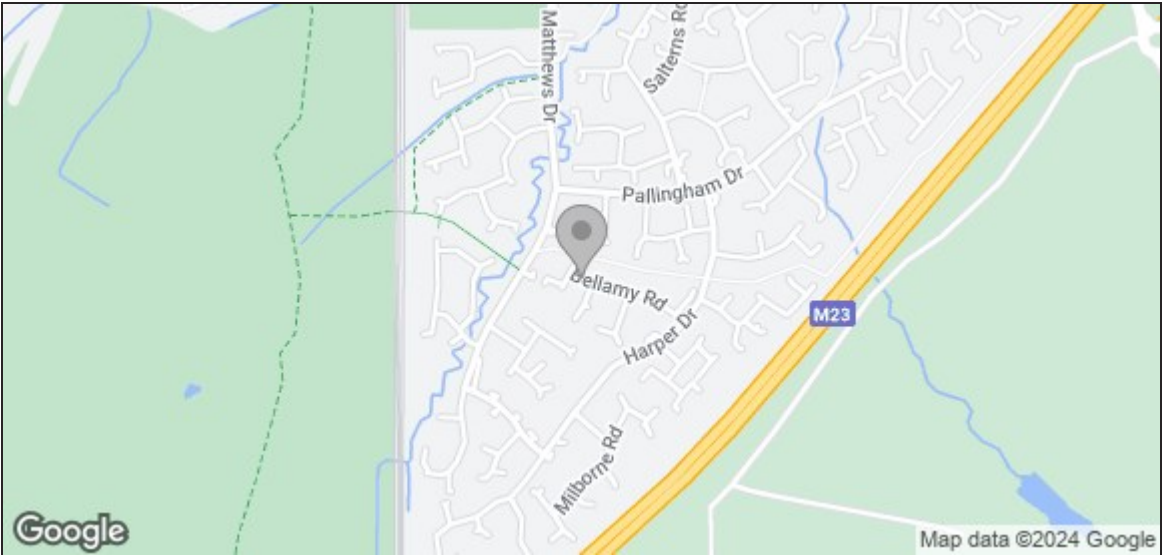 Matthews Dr
Salterns Rd
Pallingham Dr
Bellamy Rd
M23
Harper Dr
Milborne Rd
Google
Map data ©2024 Google